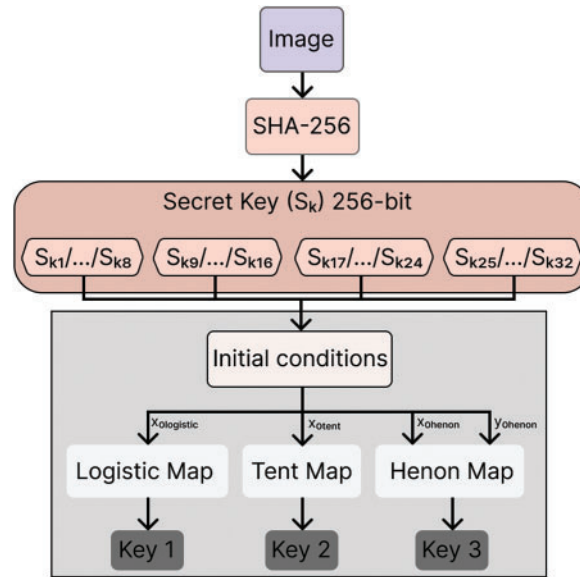 Image
SHA-256
Secret Key (Sₖ) 256-bit
Sₖ₁/.../Sₖ₈ Sₖ₉/.../Sₖ₁₆ Sₖ₁₇/.../Sₖ₂₄ Sₖ₂₅/.../Sₖ₃₂
Initial conditions
x₀logistic x₀tent x₀henon y₀henon
Logistic Map Tent Map Henon Map
Key 1 Key 2 Key 3